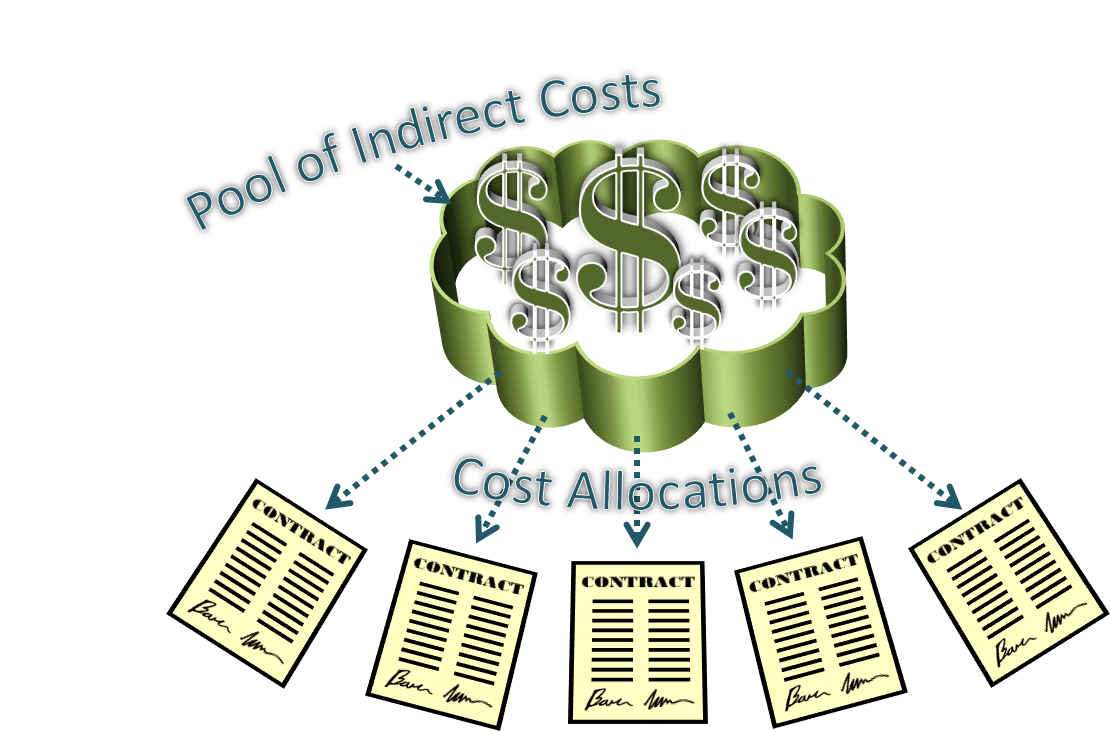 Pool of Indirect Costs
$ $ $ $ $ $
Cost Allocations
CONTRACT
CONTRACT
CONTRACT
CONTRACT
CONTRACT